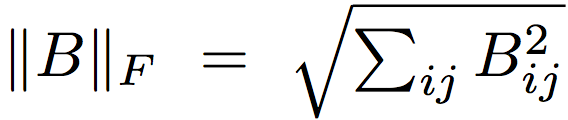 ‖B‖_F = √(∑_{ij} B_{ij}^2)